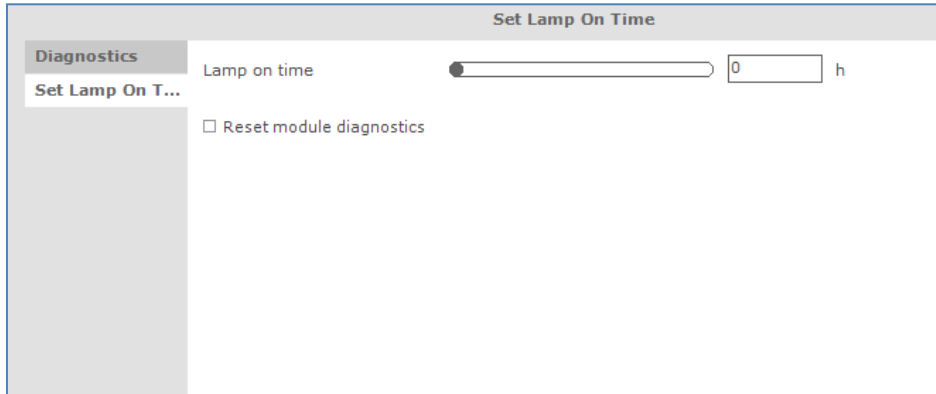 Set Lamp On Time
Diagnostics
Set Lamp On T...
Lamp on time 0 h
Reset module diagnostics